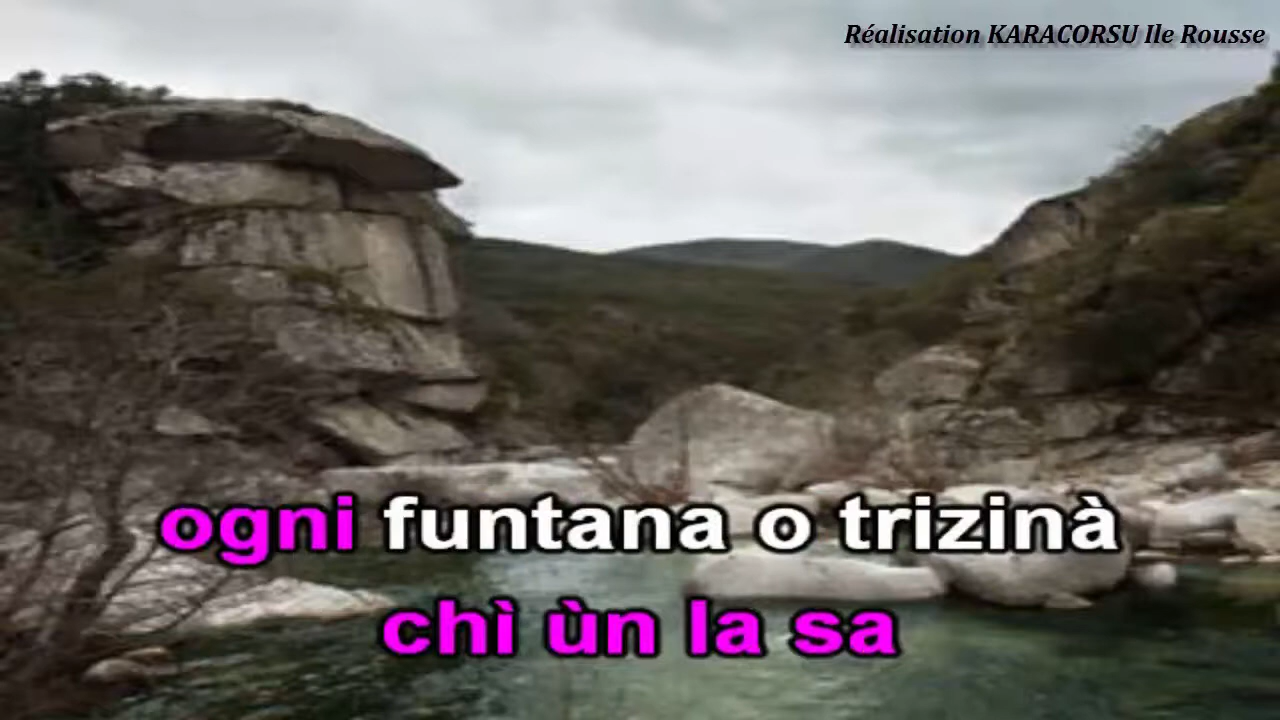 Réalisation KARACORSU Ile Rousse
ogni funtana o trizinà
chì ùn la sa